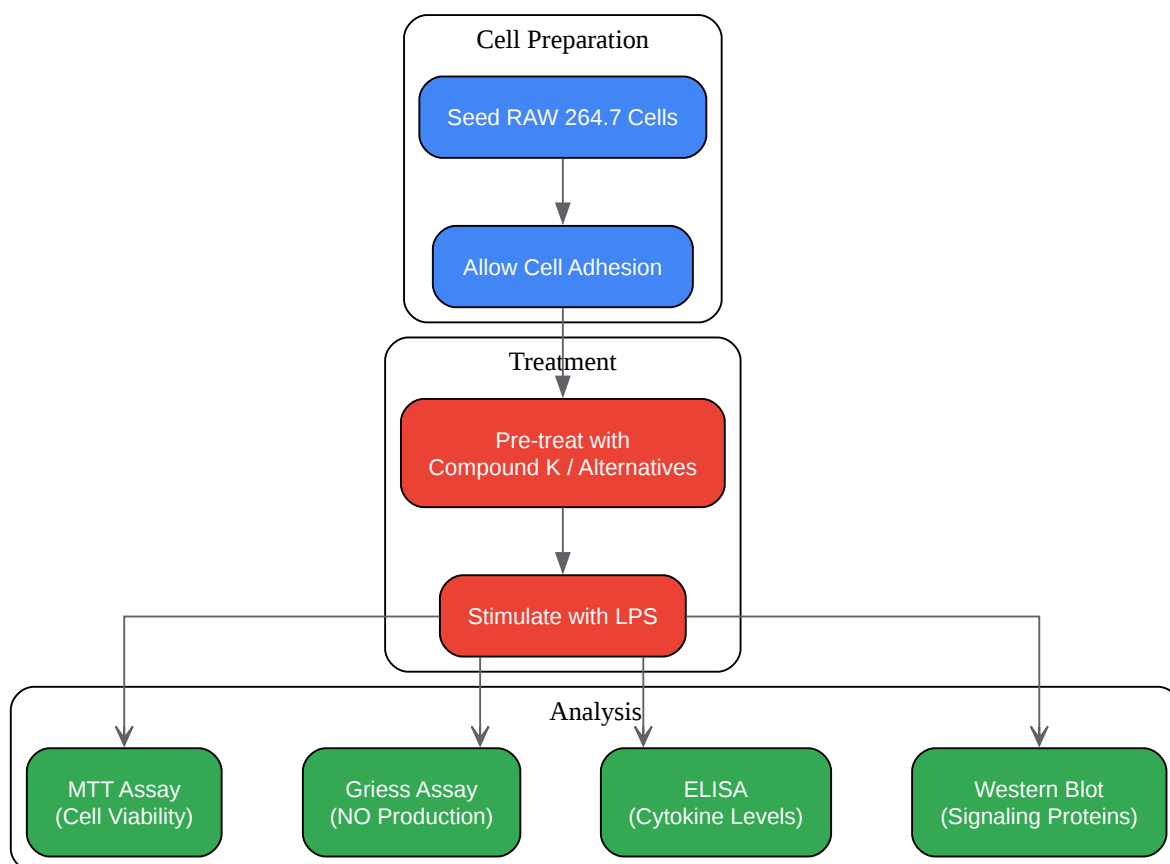 Cell Preparation
Seed RAW 264.7 Cells
Allow Cell Adhesion
Treatment
Pre-treat with
Compound K / Alternatives
Stimulate with LPS
Analysis
MTT Assay
(Cell Viability)
Griess Assay
(NO Production)
ELISA
(Cytokine Levels)
Western Blot
(Signaling Proteins)